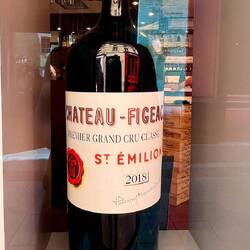 CHATEAU-FIGEAC
PREMIER GRAND CRU CLASSÉ
ST ÉMILION
2018